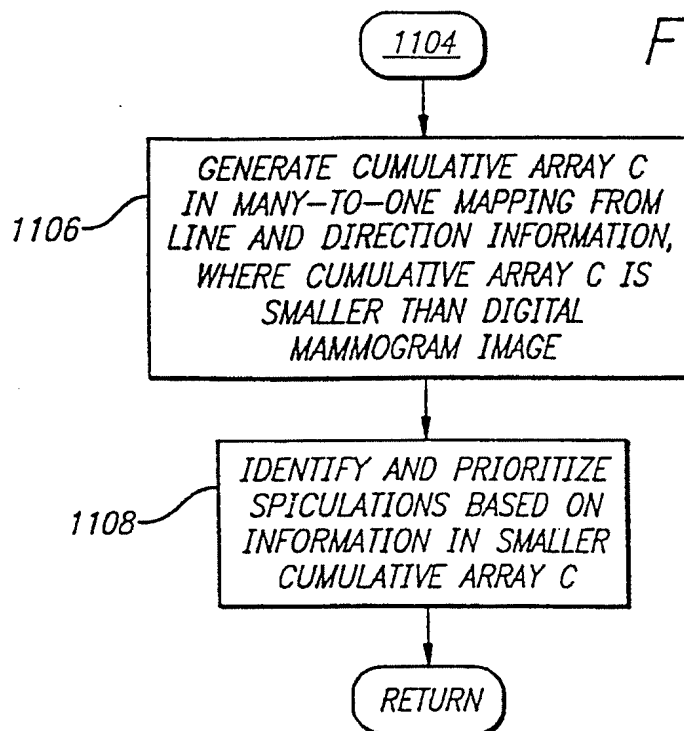 1104
F
GENERATE CUMULATIVE ARRAY C
IN MANY-TO-ONE MAPPING FROM
LINE AND DIRECTION INFORMATION,
WHERE CUMULATIVE ARRAY C IS
SMALLER THAN DIGITAL
MAMMOGRAM IMAGE
1106
IDENTIFY AND PRIORITIZE
SPICULATIONS BASED ON
INFORMATION IN SMALLER
CUMULATIVE ARRAY C
1108
RETURN